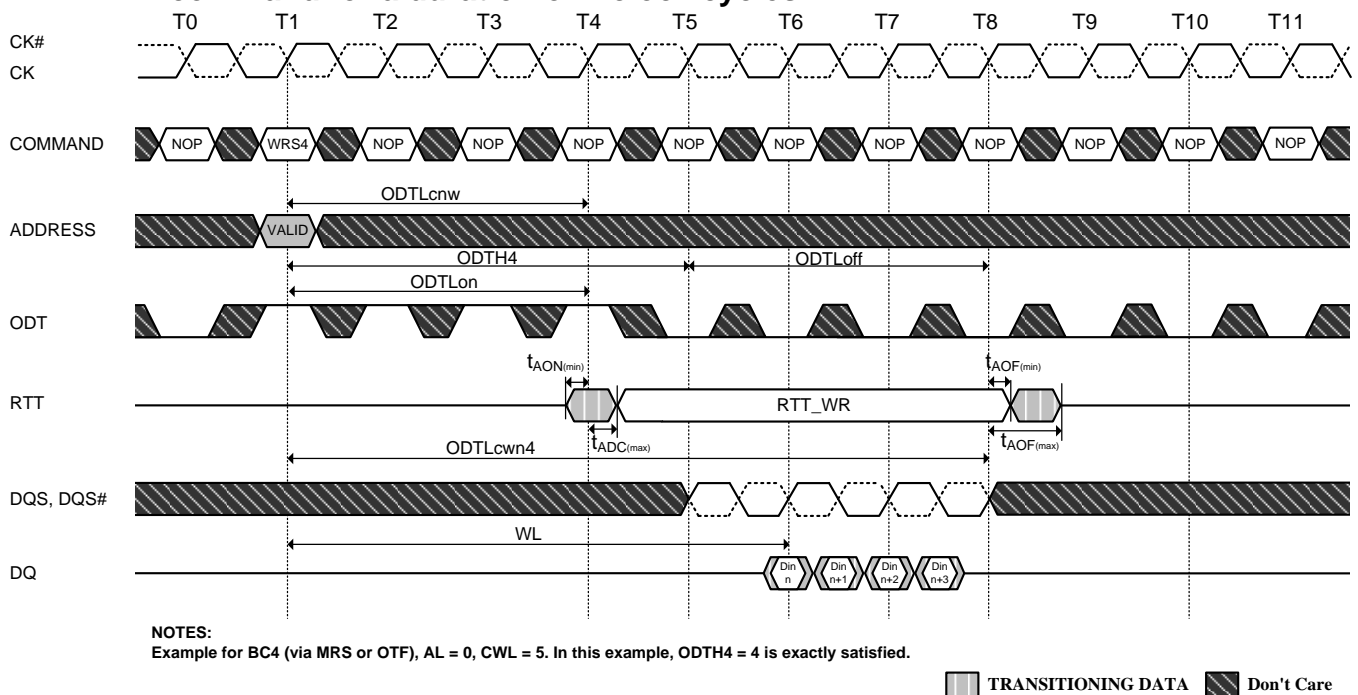 T0 T1 T2 T3 T4 T5 T6 T7 T8 T9 T10 T11
CK#
CK
COMMAND NOP WRS4 NOP NOP NOP NOP NOP NOP NOP NOP NOP NOP
ODTLcnw
ADDRESS VALID
ODTH4 ODTLoff
ODTLon
ODT
tAON(min) tAOF(min)
RTT RTT_WR
tADC(max) tAOF(max)
ODTLcwn4
DQS, DQS#
WL
DQ Din n Din n+1 Din n+2 Din n+3
NOTES:
Example for BC4 (via MRS or OTF), AL = 0, CWL = 5. In this example, ODTH4 = 4 is exactly satisfied.
TRANSITIONING DATA Don't Care